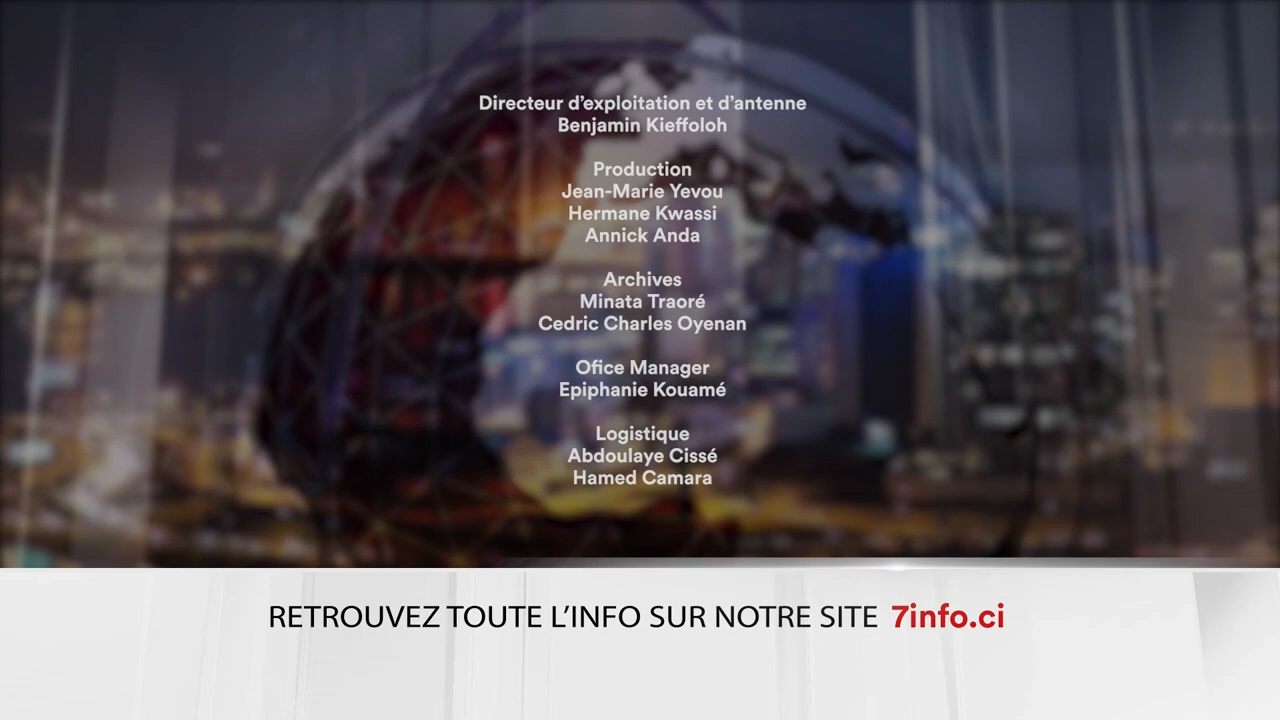 Directeur d’exploitation et d’antenne
Benjamin Kieffoloh
Production
Jean-Marie Yevou
Hermane Kwassi
Annick Anda
Archives
Minata Traoré
Cedric Charles Oyenan
Ofice Manager
Epiphanie Kouamé
Logistique
Abdoulaye Cissé
Hamed Camara
RETROUVEZ TOUTE L’INFO SUR NOTRE SITE 7info.ci